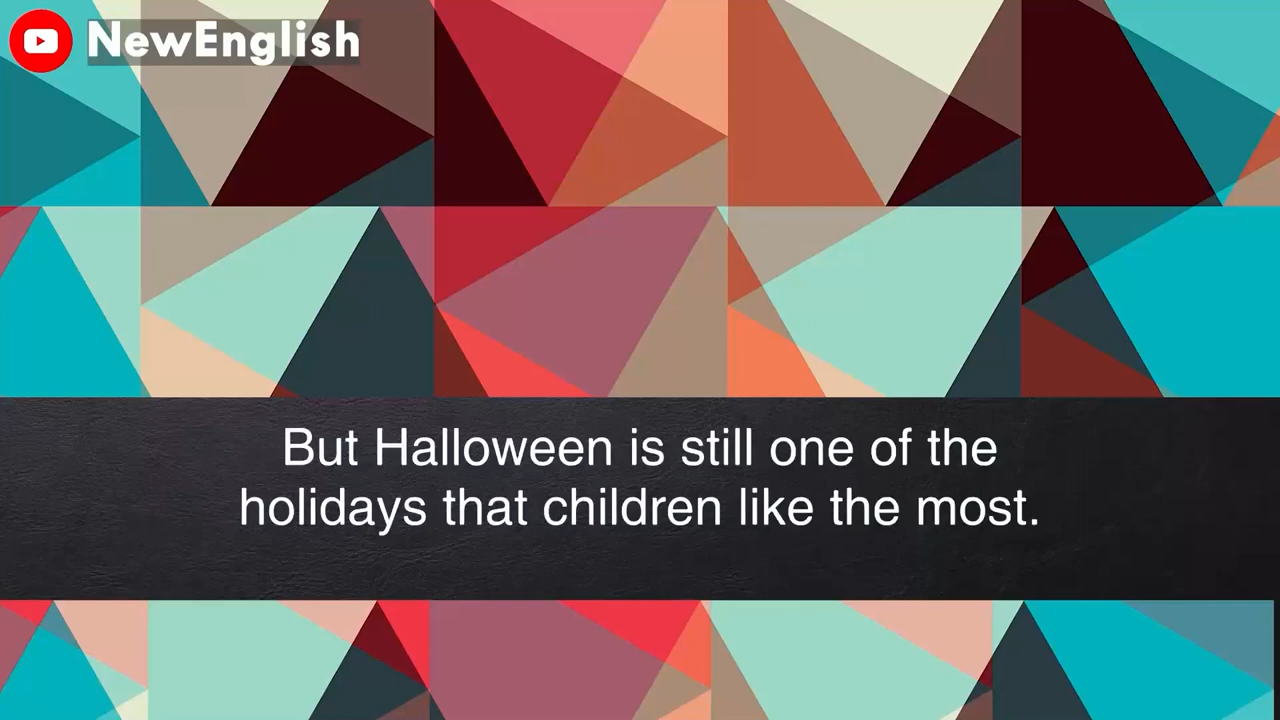 NewEnglish
But Halloween is still one of the
holidays that children like the most.